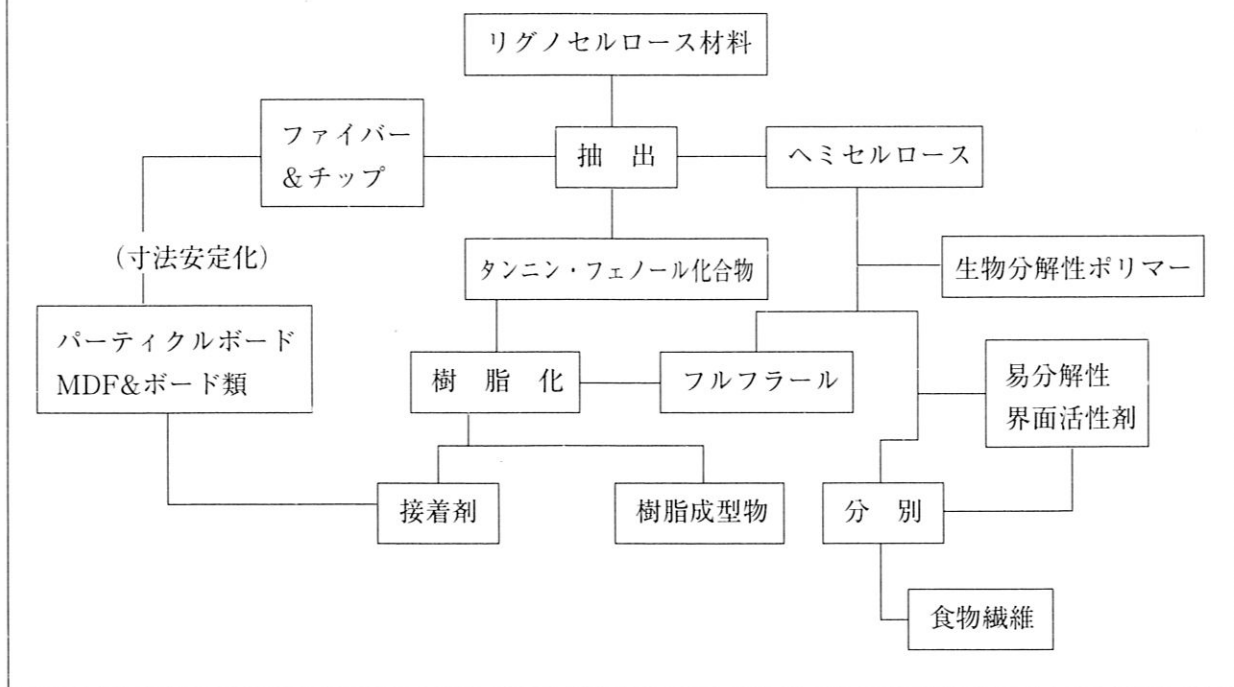 リグノセルロース材料
ファイバー
&チップ
抽 出
ヘミセルロース
(寸法安定化)
タンニン・フェノール化合物
生物分解性ポリマー
パーティクルボード
MDF&ボード類
樹 脂 化
フルフラール
易分解性
界面活性剤
接着剤
樹脂成型物
分 別
食物繊維